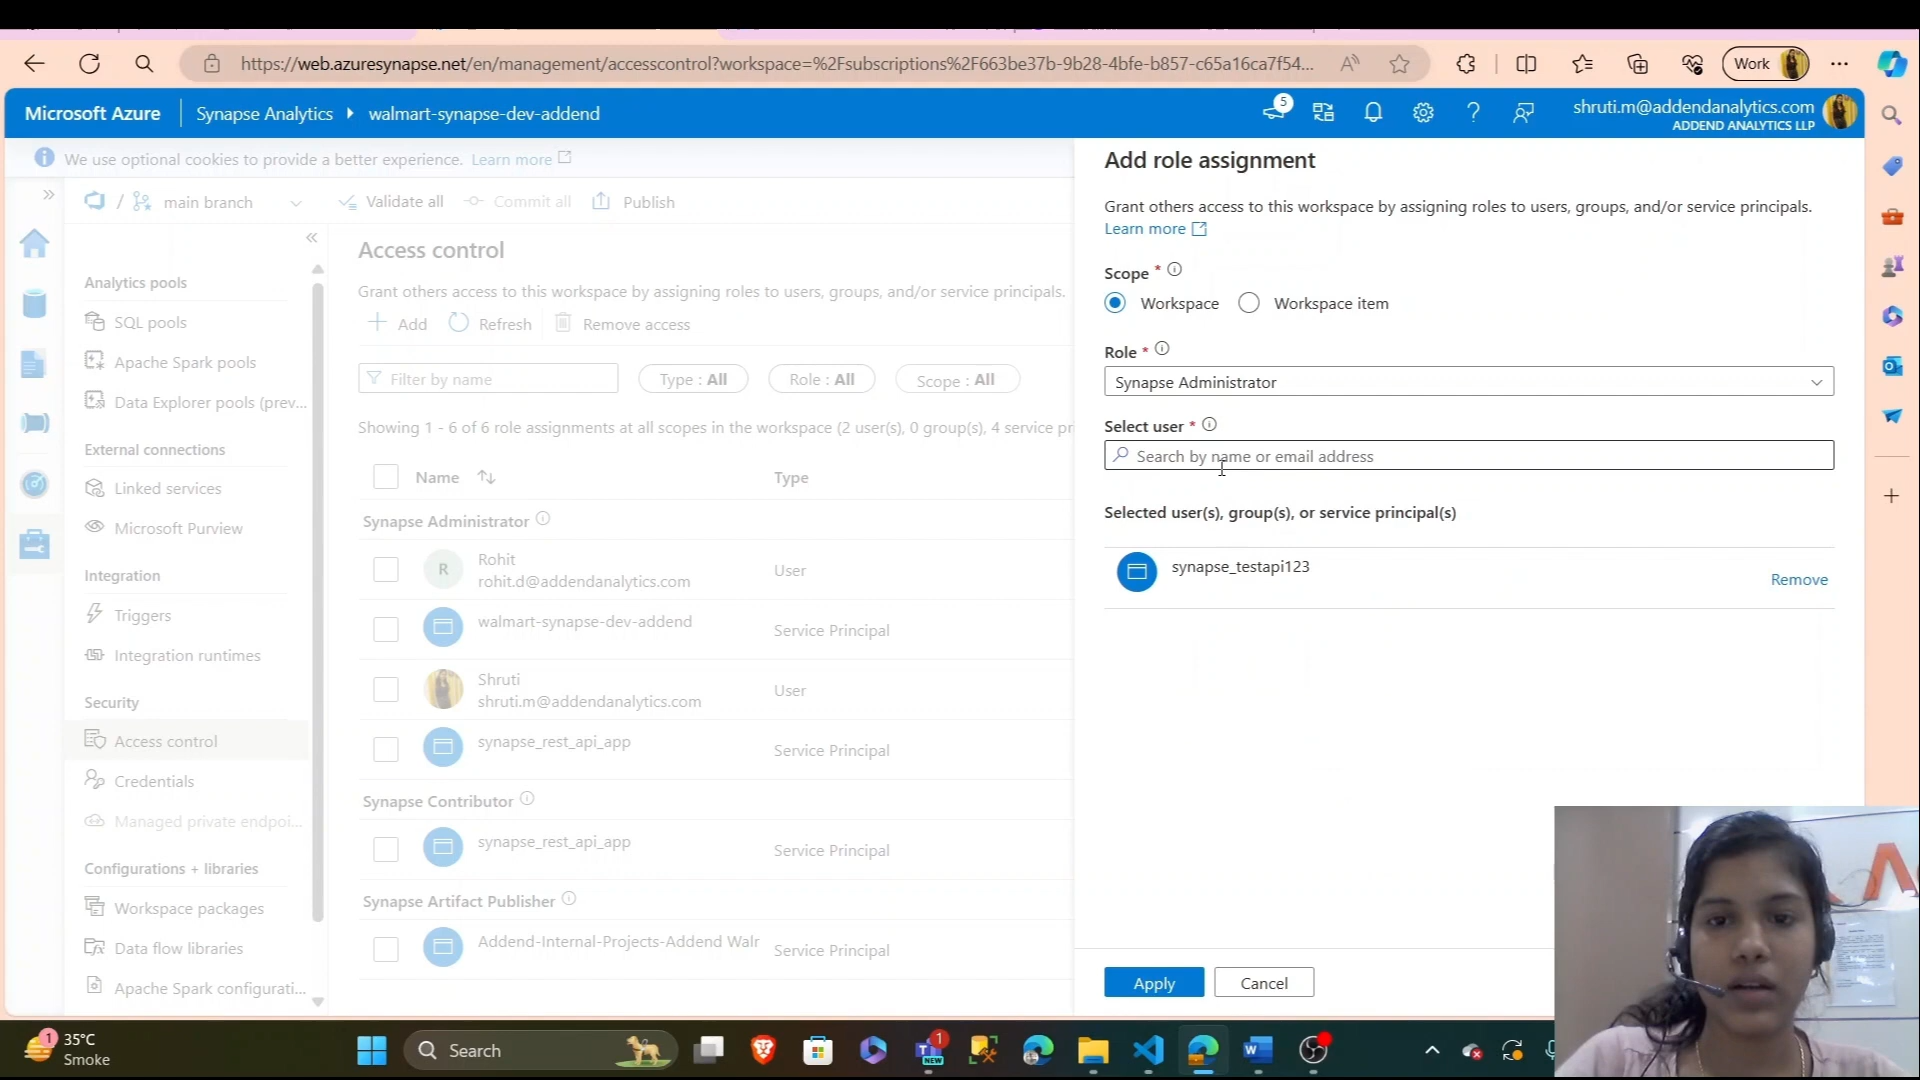 https://web.azuresynapse.net/en/management/accesscontrol?workspace=%2Fsubscriptions%2F663be37b-9b28-4bfe-b857-c65a16ca7f54...
Work
Microsoft Azure
Synapse Analytics
walmart-synapse-dev-addend
5
shruti.m@addendanalytics.com
ADDEND ANALYTICS LLP
We use optional cookies to provide a better experience. Learn more
/ main branch
Validate all
Commit all
Publish
Analytics pools
SQL pools
Apache Spark pools
Data Explorer pools (prev...
External connections
Linked services
Microsoft Purview
Integration
Triggers
Integration runtimes
Security
Access control
Credentials
Managed private endpoi...
Configurations + libraries
Workspace packages
Data flow libraries
Apache Spark configurati...
Access control
Grant others access to this workspace by assigning roles to users, groups, and/or service principals.
Add
Refresh
Remove access
Filter by name
Type : All
Role : All
Scope : All
Showing 1 - 6 of 6 role assignments at all scopes in the workspace (2 user(s), 0 group(s), 4 service pr
Name
Type
Synapse Administrator
R
Rohit
rohit.d@addendanalytics.com
User
walmart-synapse-dev-addend
Service Principal
Shruti
shruti.m@addendanalytics.com
User
synapse_rest_api_app
Service Principal
Synapse Contributor
synapse_rest_api_app
Service Principal
Synapse Artifact Publisher
Addend-Internal-Projects-Addend Walr
Service Principal
Add role assignment
Grant others access to this workspace by assigning roles to users, groups, and/or service principals.
Learn more
Scope *
Workspace
Workspace item
Role *
Synapse Administrator
Select user *
Search by name or email address
Selected user(s), group(s), or service principal(s)
synapse_testapi123
Remove
Apply
Cancel
1
35°C
Smoke
Search
1
NEW